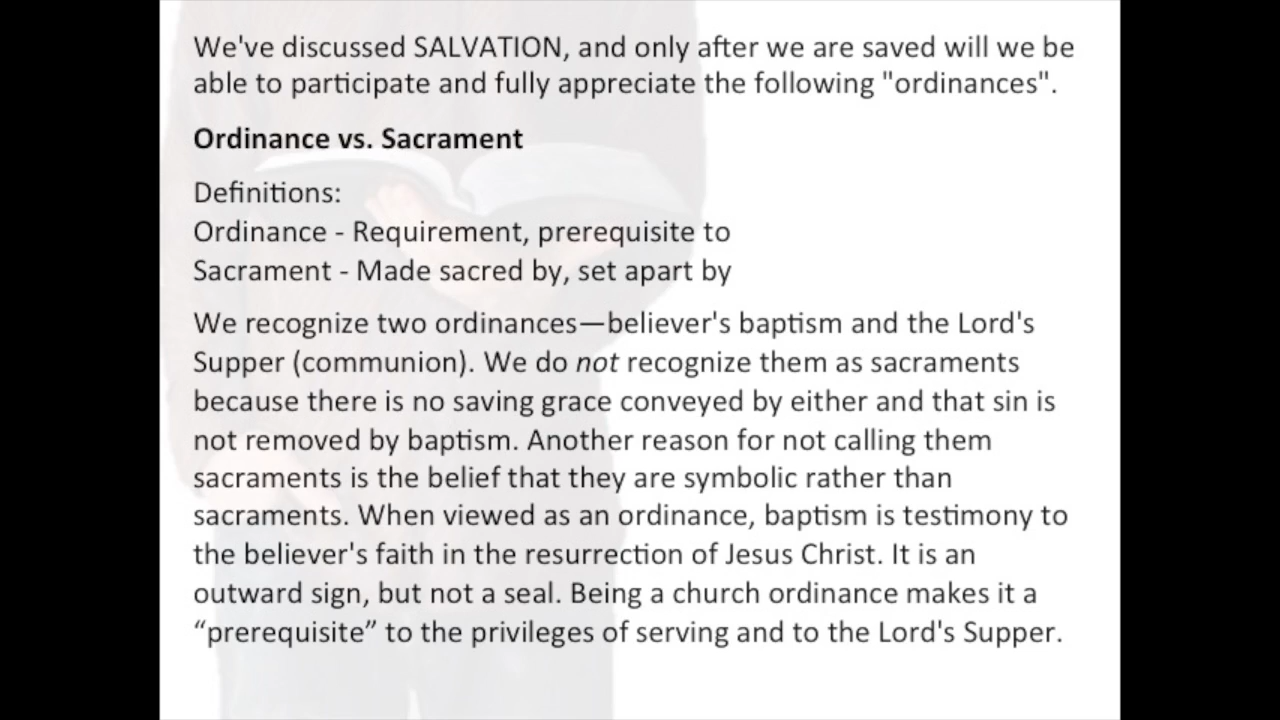 We've discussed SALVATION, and only after we are saved will we be
able to participate and fully appreciate the following "ordinances".
Ordinance vs. Sacrament
Definitions:
Ordinance - Requirement, prerequisite to
Sacrament - Made sacred by, set apart by
We recognize two ordinances—believer's baptism and the Lord's
Supper (communion). We do not recognize them as sacraments
because there is no saving grace conveyed by either and that sin is
not removed by baptism. Another reason for not calling them
sacraments is the belief that they are symbolic rather than
sacraments. When viewed as an ordinance, baptism is testimony to
the believer's faith in the resurrection of Jesus Christ. It is an
outward sign, but not a seal. Being a church ordinance makes it a
“prerequisite” to the privileges of serving and to the Lord's Supper.